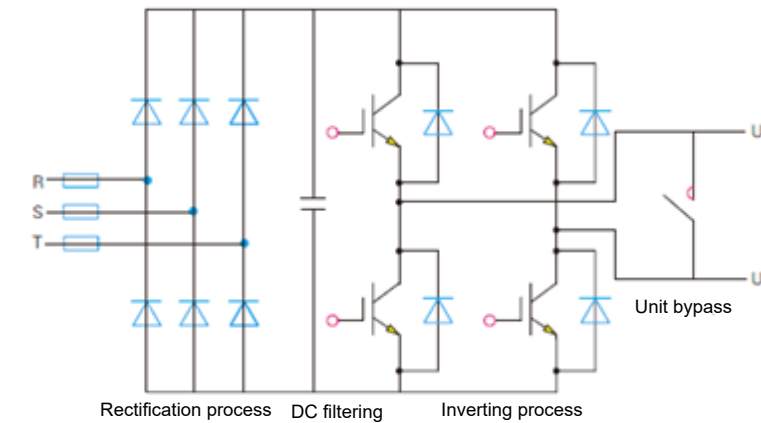 U
R
S
T
U
Unit bypass
Rectification process
DC filtering
Inverting process